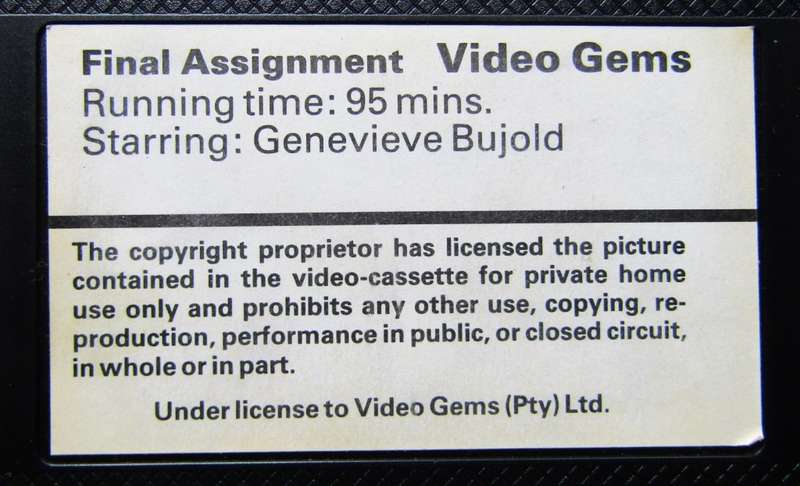 Final Assignment Video Gems
Running time: 95 mins.
Starring: Genevieve Bujold
The copyright proprietor has licensed the picture
contained in the video-cassette for private home
use only and prohibits any other use, copying, re-
production, performance in public, or closed circuit,
in whole or in part.
Under license to Video Gems (Pty) Ltd.